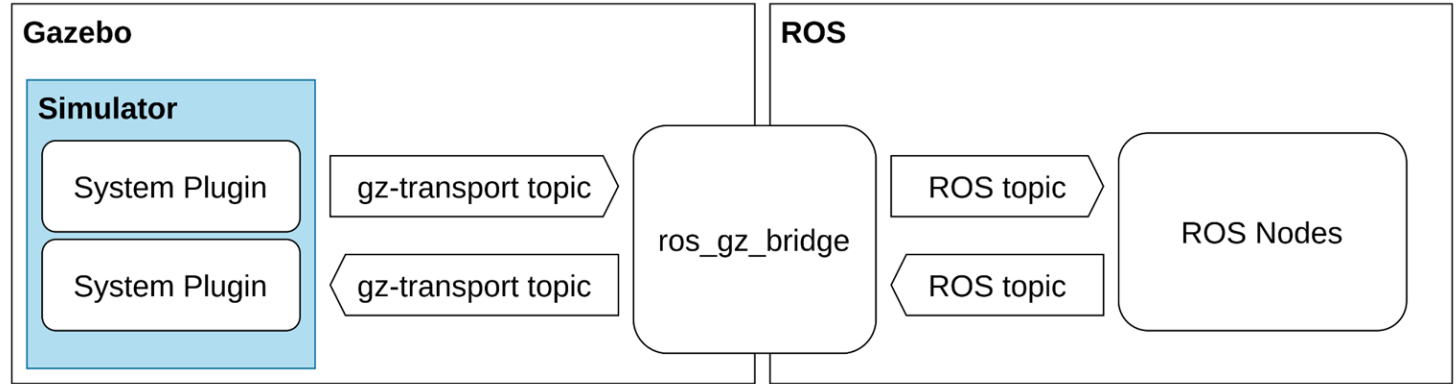 Gazebo
Simulator
System Plugin
System Plugin
gz-transport topic
gz-transport topic
ros_gz_bridge
ROS
ROS topic
ROS topic
ROS Nodes